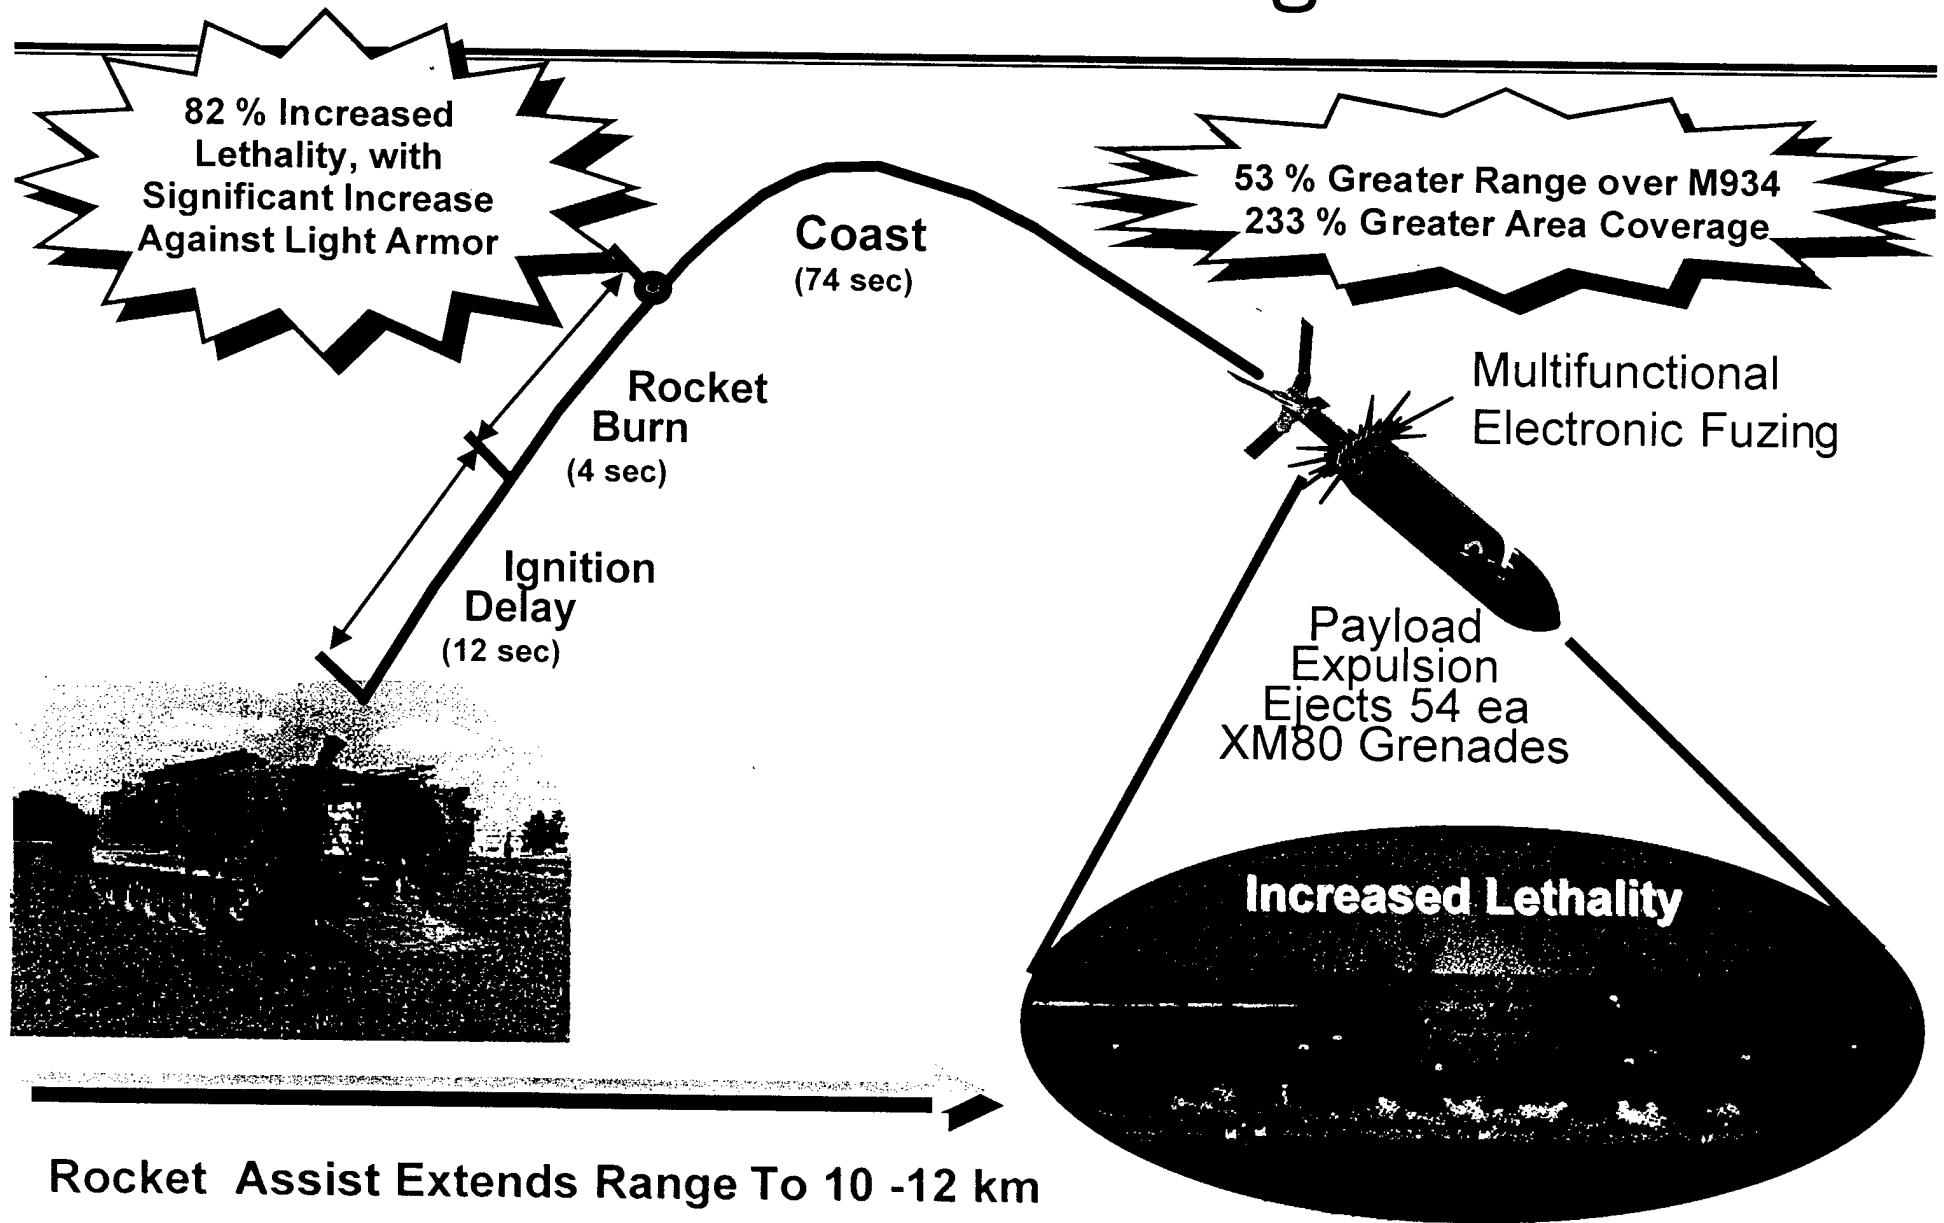 82 % Increased
Lethality, with
Significant Increase
Against Light Armor
53 % Greater Range over M934
233 % Greater Area Coverage
Coast
(74 sec)
Rocket
Burn
(4 sec)
Multifunctional
Electronic Fuzing
Ignition
Delay
(12 sec)
Payload
Expulsion
Ejects 54 ea
XM80 Grenades
Increased Lethality
Rocket Assist Extends Range To 10 -12 km